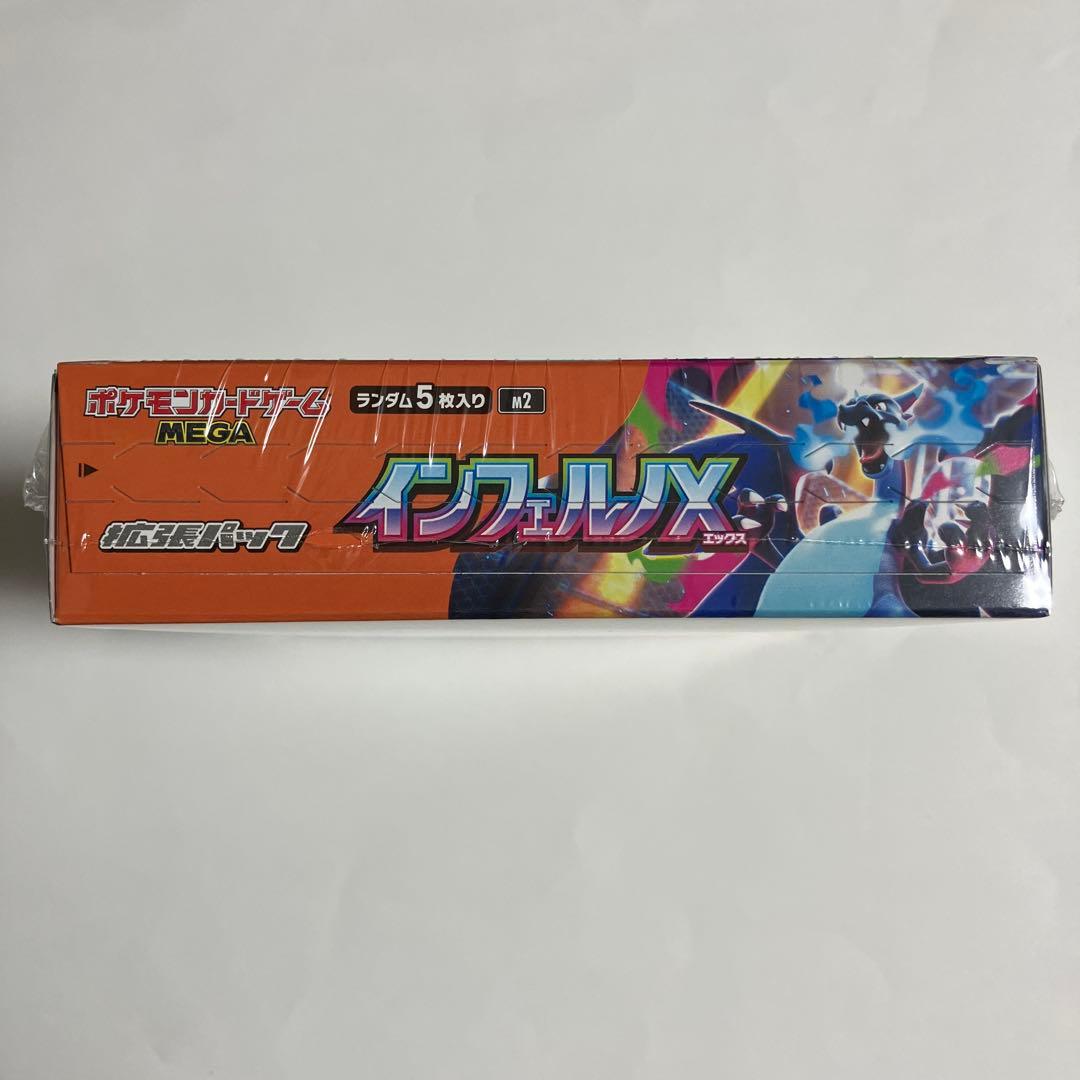 ポケモンカードゲーム
MEGA
ランダム5枚入り
M2
拡張パック
インフェルノX
エックス